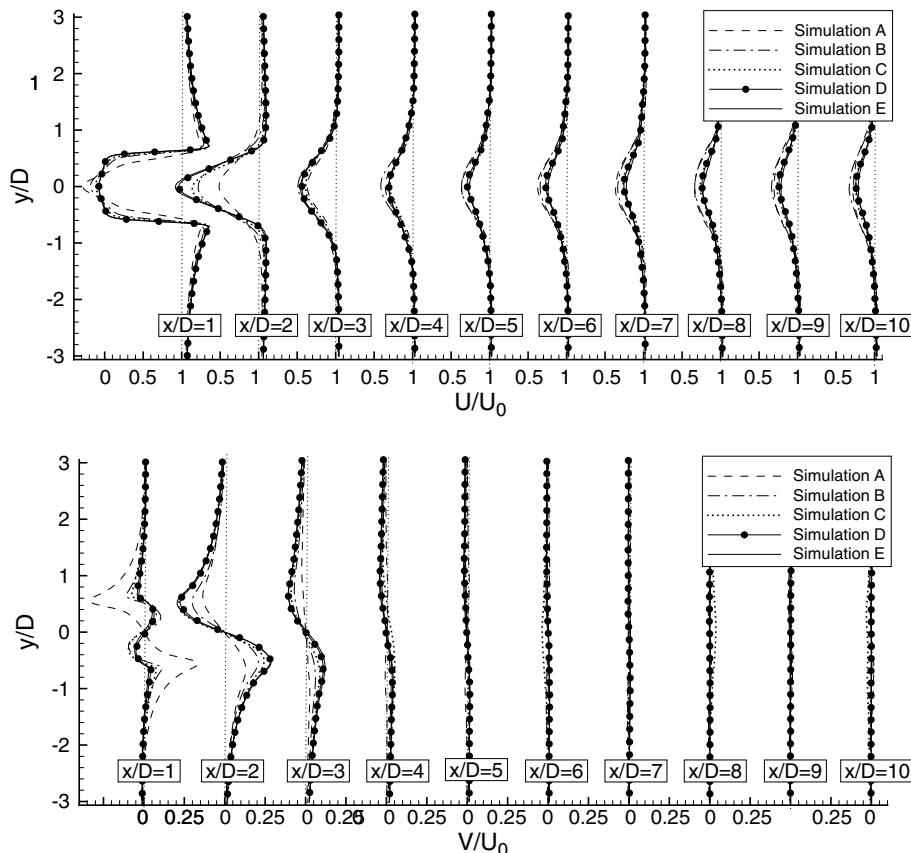 3
Simulation A
Simulation B
Simulation C
Simulation D
Simulation E
2
1
1
y/D
0
-1
-2
x/D=1 x/D=2 x/D=3 x/D=4 x/D=5 x/D=6 x/D=7 x/D=8 x/D=9 x/D=10
-3
0 0.5 1 0.5 1 0.5 1 0.5 1 0.5 1 0.5 1 0.5 1 0.5 1 0.5 1 0.5 1
U/U0
3
Simulation A
Simulation B
Simulation C
Simulation D
Simulation E
2
1
y/D
0
-1
-2
x/D=1 x/D=2 x/D=3 x/D=4 x/D=5 x/D=6 x/D=7 x/D=8 x/D=9 x/D=10
-3
0 0.25 0 0.25 0 0.25 0 0.25 0 0.25 0 0.25 0 0.25 0 0.25 0.25 0
V/U0